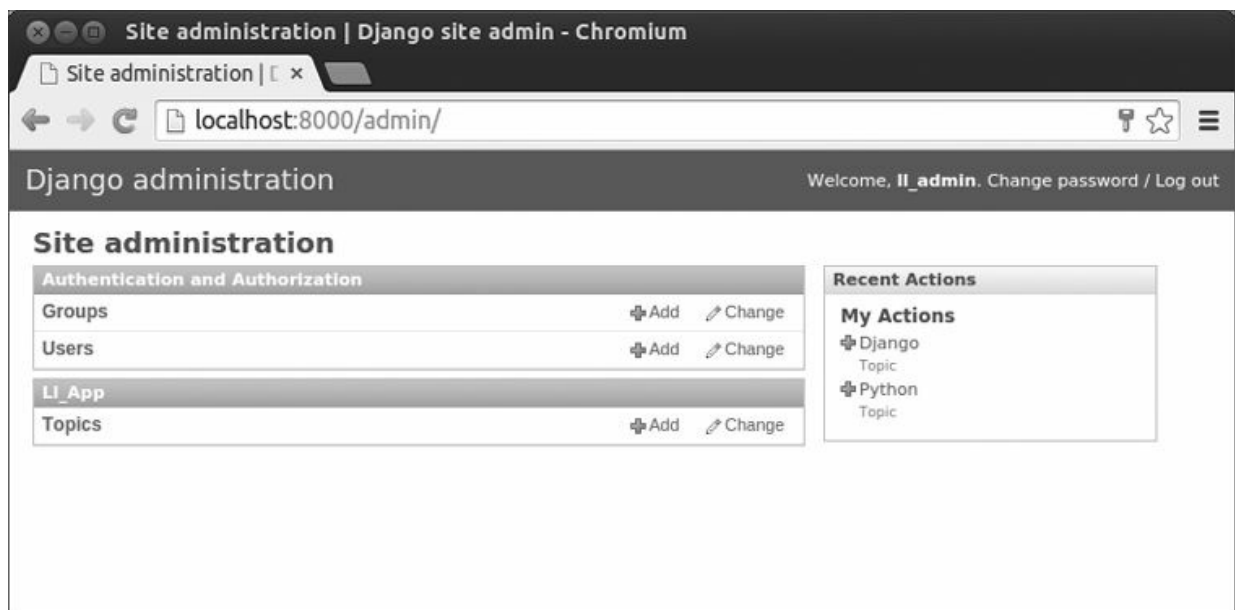 Site administration | Django site admin - Chromium
Site administration |
localhost:8000/admin/
Django administration
Welcome, ll_admin. Change password / Log out
Site administration
Authentication and Authorization
Groups Add Change
Users Add Change
Ll_App
Topics Add Change
Recent Actions
My Actions
Django
Topic
Python
Topic